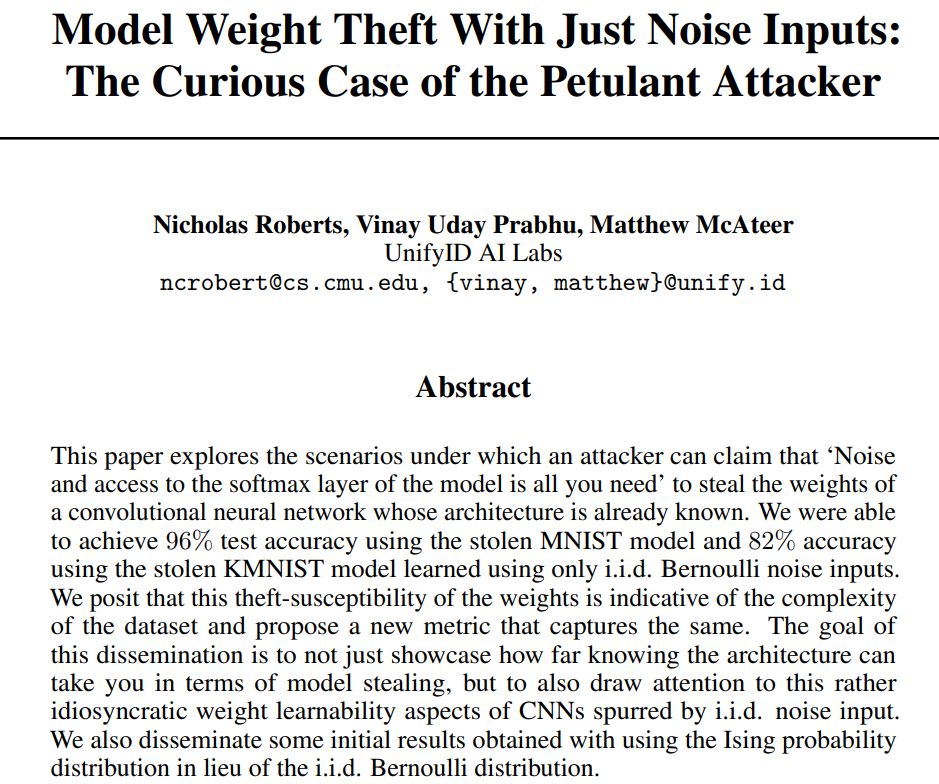 Model Weight Theft With Just Noise Inputs:
The Curious Case of the Petulant Attacker
Nicholas Roberts, Vinay Uday Prabhu, Matthew McAteer
UnifyID AI Labs
ncrobert@cs.cmu.edu, {vinay, matthew}@unify.id
Abstract
This paper explores the scenarios under which an attacker can claim that ‘Noise
and access to the softmax layer of the model is all you need’ to steal the weights of
a convolutional neural network whose architecture is already known. We were able
to achieve 96% test accuracy using the stolen MNIST model and 82% accuracy
using the stolen KMNIST model learned using only i.i.d. Bernoulli noise inputs.
We posit that this theft-susceptibility of the weights is indicative of the complexity
of the dataset and propose a new metric that captures the same. The goal of
this dissemination is to not just showcase how far knowing the architecture can
take you in terms of model stealing, but to also draw attention to this rather
idiosyncratic weight learnability aspects of CNNs spurred by i.i.d. noise input.
We also disseminate some initial results obtained with using the Ising probability
distribution in lieu of the i.i.d. Bernoulli distribution.